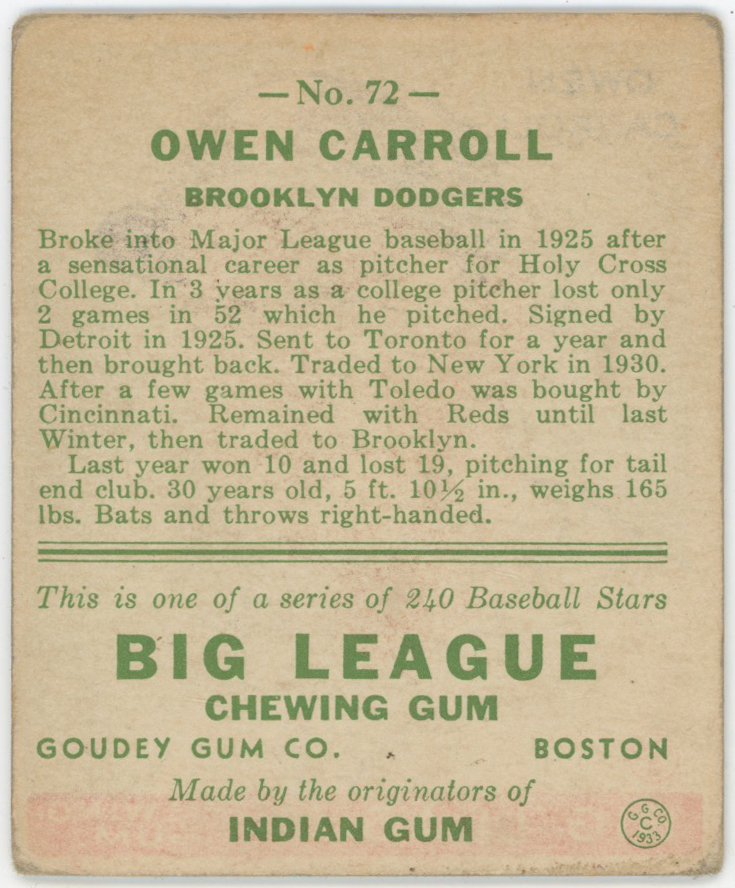 — No. 72 —
OWEN CARROLL
BROOKLYN DODGERS
Broke into Major League baseball in 1925 after
a sensational career as pitcher for Holy Cross
College. In 3 years as a college pitcher lost only
2 games in 52 which he pitched. Signed by
Detroit in 1925. Sent to Toronto for a year and
then brought back. Traded to New York in 1930.
After a few games with Toledo was bought by
Cincinnati. Remained with Reds until last
Winter, then traded to Brooklyn.
Last year won 10 and lost 19, pitching for tail
end club. 30 years old, 5 ft. 10½ in., weighs 165
lbs. Bats and throws right-handed.
This is one of a series of 240 Baseball Stars
BIG LEAGUE
CHEWING GUM
GOUDEY GUM CO. BOSTON
Made by the originators of
INDIAN GUM
G. G. CO.
C
1933